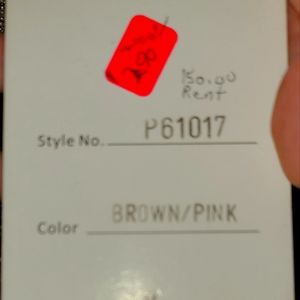 150.00
Rent
Style No. P61017
Color BROWN/PINK